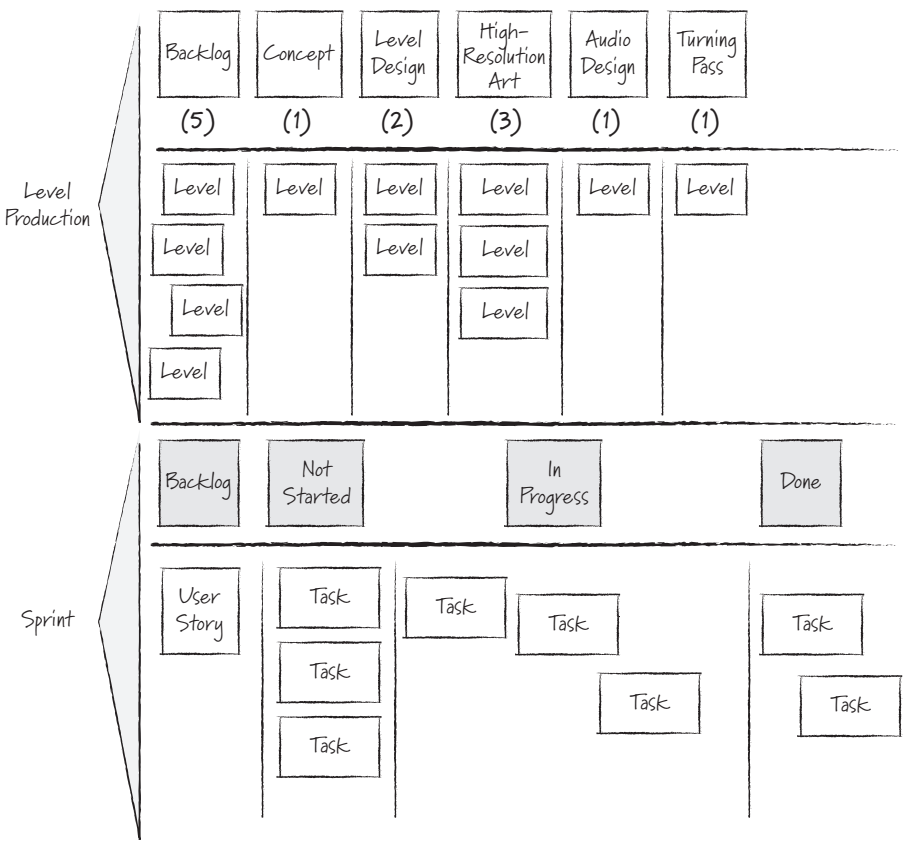 Backlog
Concept
Level
Design
High-
Resolution
Art
Audio
Design
Turning
Pass
(5)
(1)
(2)
(3)
(1)
(1)
Level
Production
Level
Level
Level
Level
Level
Level
Level
Level
Level
Level
Level
Level
Level
Backlog
Not
Started
In
Progress
Done
Sprint
User
Story
Task
Task
Task
Task
Task
Task
Task
Task